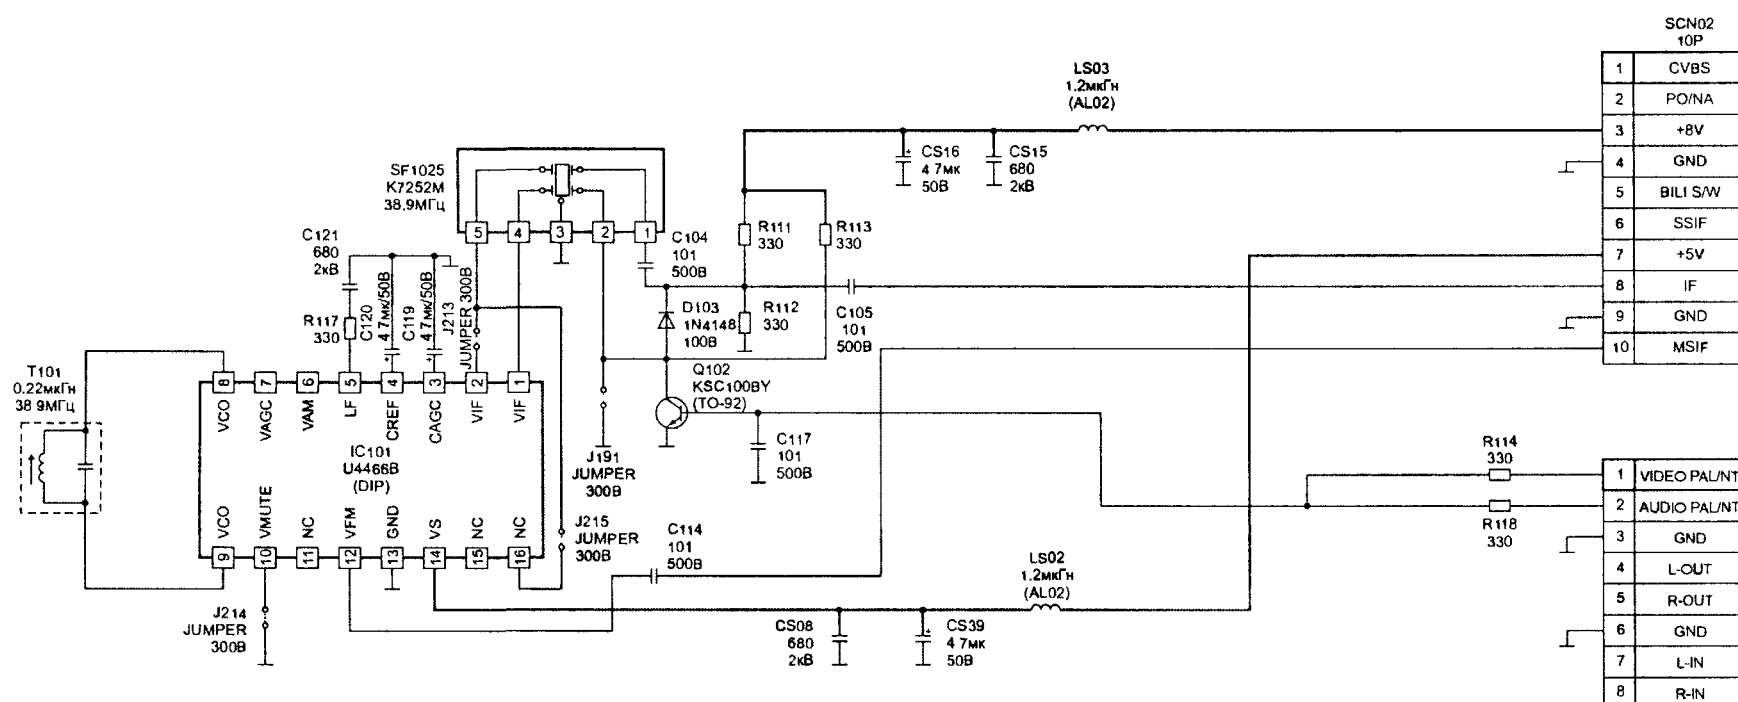 SCN02
10P
1 CVBS
2 PO/NA
3 +8V
4 GND
5 BILI S/W
6 SSIF
7 +5V
8 IF
9 GND
10 MSIF
LS03
1.2мкГн
(AL02)
CS16
4 7мк
50В
CS15
680
2кВ
SF1025
K7252M
38,9МГц
5 4 3 2 1
R111
330
R113
330
C104
101
500В
C121
680
2кВ
R117
330
C120
4 7мк/50В
C119
4 7мк/50В
J213
JUMPER 300В
D103
1N4148
100В
R112
330
C105
101
500В
Q102
KSC100BY
(TO-92)
T101
0.22мкГн
38 9МГц
8 7 6 5 4 3 2 1
VCO VAGC VAM LF CREF CAGC VIF VIF
IC101
U4466B
(DIP)
VCO VMUTE NC VFM GND VS NC NC
9 10 11 12 13 14 15 16
J191
JUMPER
300В
C117
101
500В
J215
JUMPER
300В
C114
101
500В
J214
JUMPER
300В
LS02
1.2мкГн
(AL02)
CS08
680
2кВ
CS39
4 7мк
50В
R114
330
R118
330
1 VIDEO PAL/NT
2 AUDIO PAL/NT
3 GND
4 L-OUT
5 R-OUT
6 GND
7 L-IN
8 R-IN